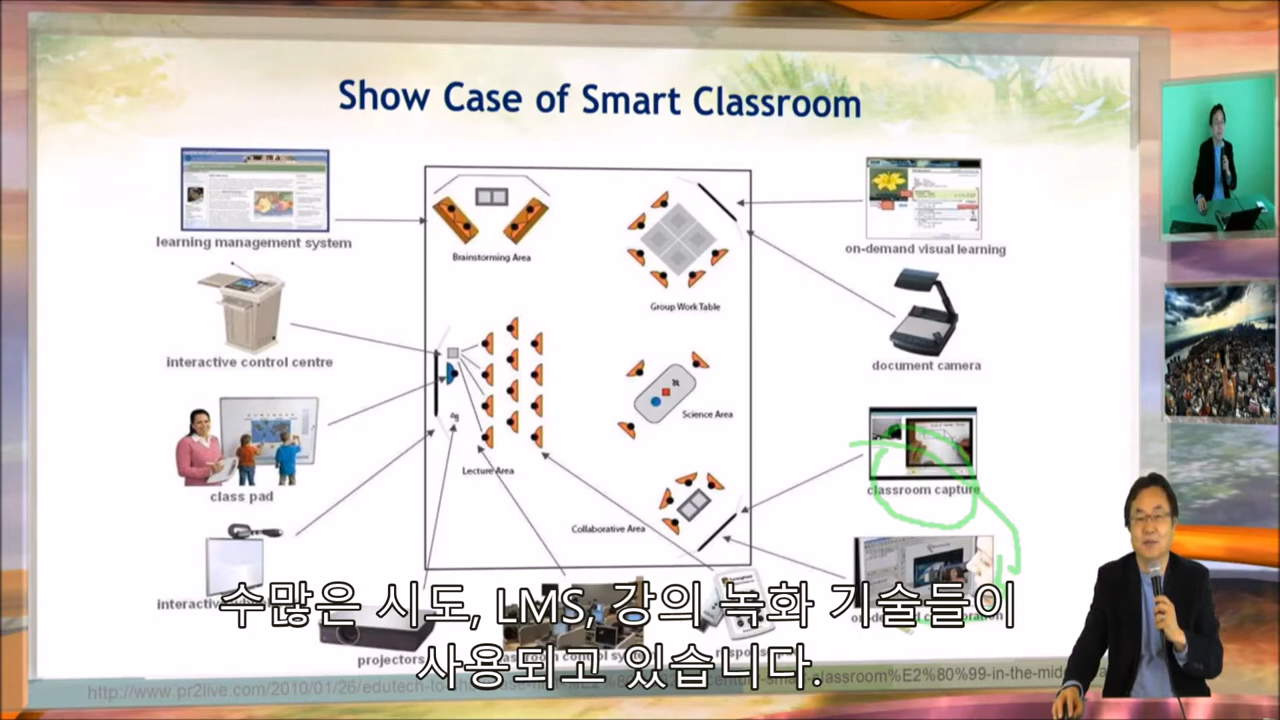 Show Case of Smart Classroom
learning management system
Brainstorming Area
on-demand visual learning
Group Work Table
interactive control centre
document camera
Science Area
class pad
Lecture Area
classroom capture
Collaborative Area
interactive
projectors
수많은 시도, LMS, 강의 녹화 기술들이
사용되고 있습니다.